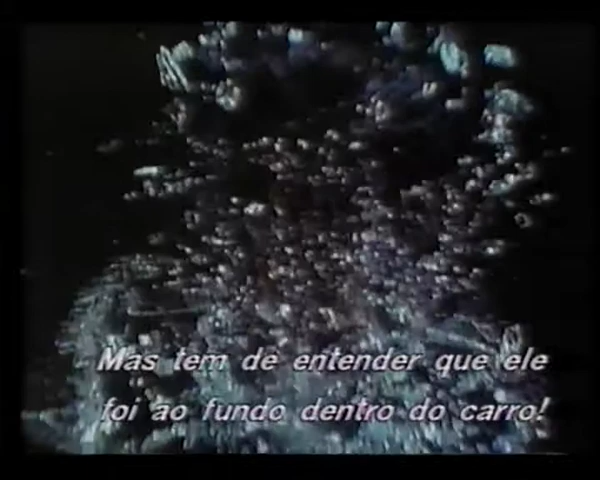 Mas tem de entender que ele
foi ao fundo dentro do carro!